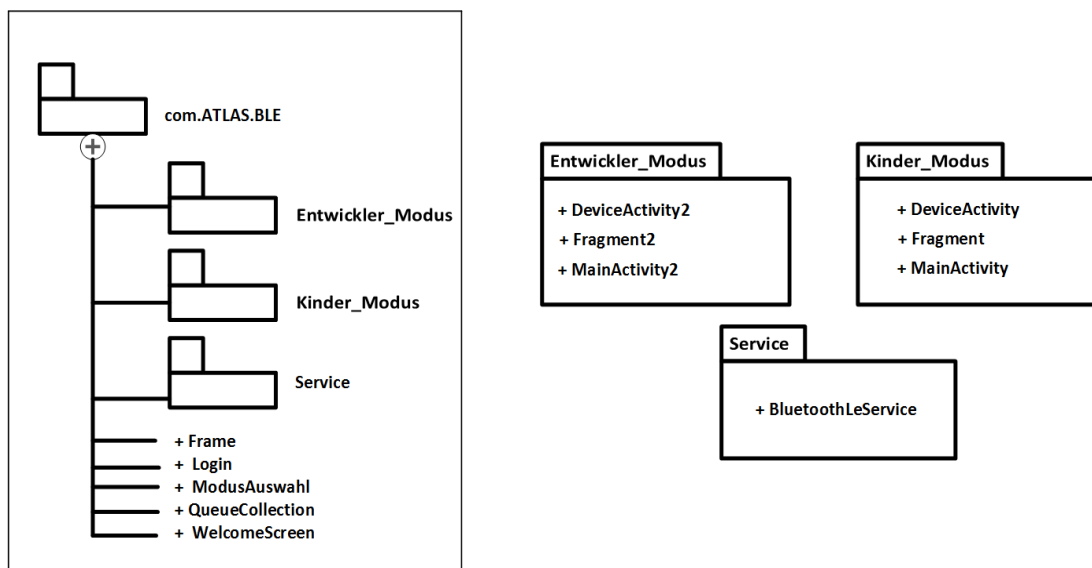 com.ATLAS.BLE
Entwickler_Modus
Kinder_Modus
Service
+ Frame
+ Login
+ ModusAuswahl
+ QueueCollection
+ WelcomeScreen
Entwickler_Modus
+ DeviceActivity2
+ Fragment2
+ MainActivity2
Kinder_Modus
+ DeviceActivity
+ Fragment
+ MainActivity
Service
+ BluetoothLeService